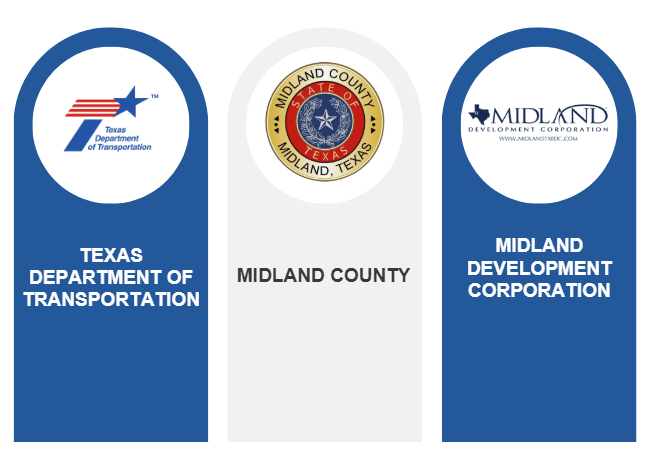 TM
Texas
Department
of Transportation
TEXAS
DEPARTMENT OF
TRANSPORTATION
MIDLAND COUNTY
STATE OF
TEXAS
MIDLAND, TEXAS
MIDLAND COUNTY
MIDLAND
DEVELOPMENT CORPORATION
WWW.MIDLANDTXEDC.COM
MIDLAND
DEVELOPMENT
CORPORATION